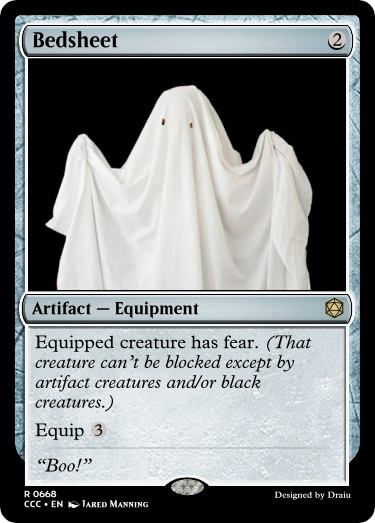 Bedsheet 2
Artifact — Equipment
Equipped creature has fear. (That
creature can't be blocked except by
artifact creatures and/or black
creatures.)
Equip 3
“Boo!”
R 0668
CCC • EN Jared Manning
Designed by Draiu